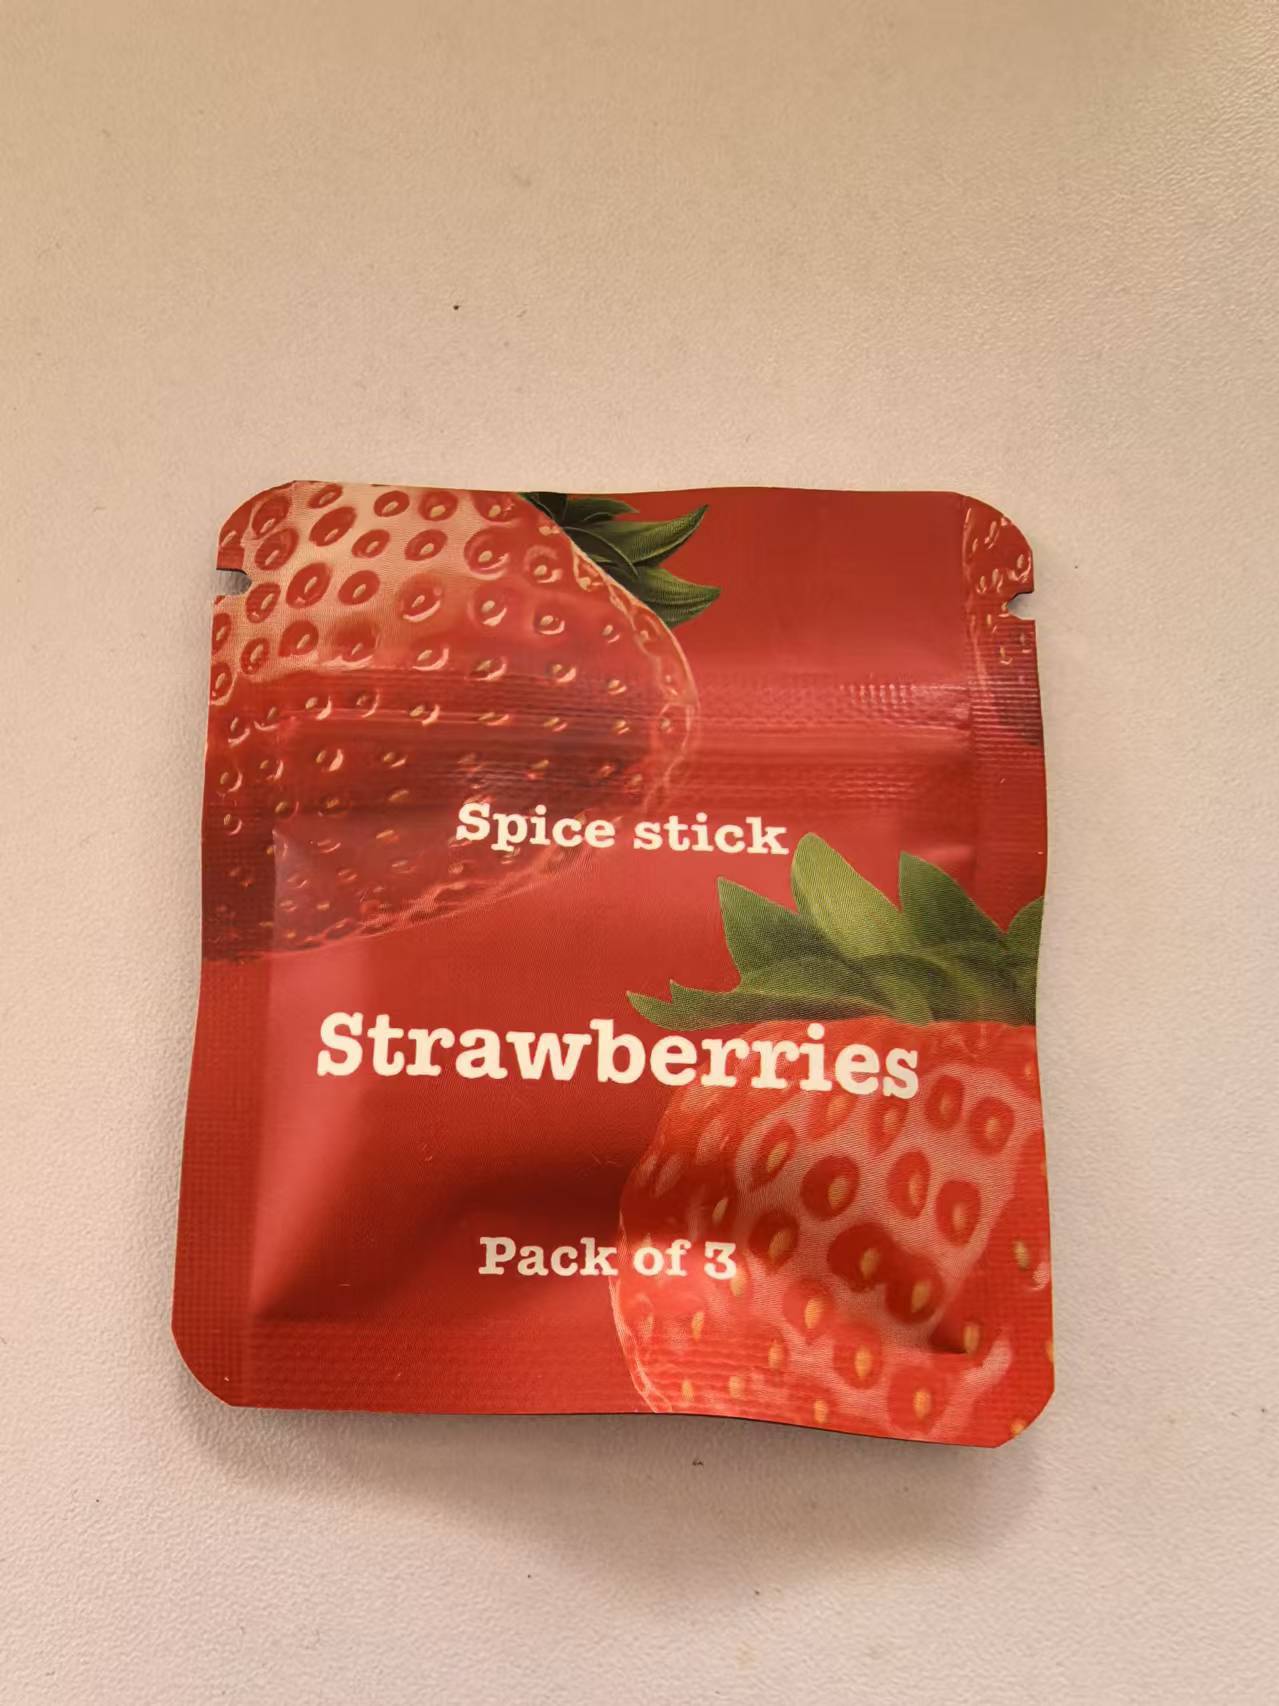 Spice stick
Strawberries
Pack of 3